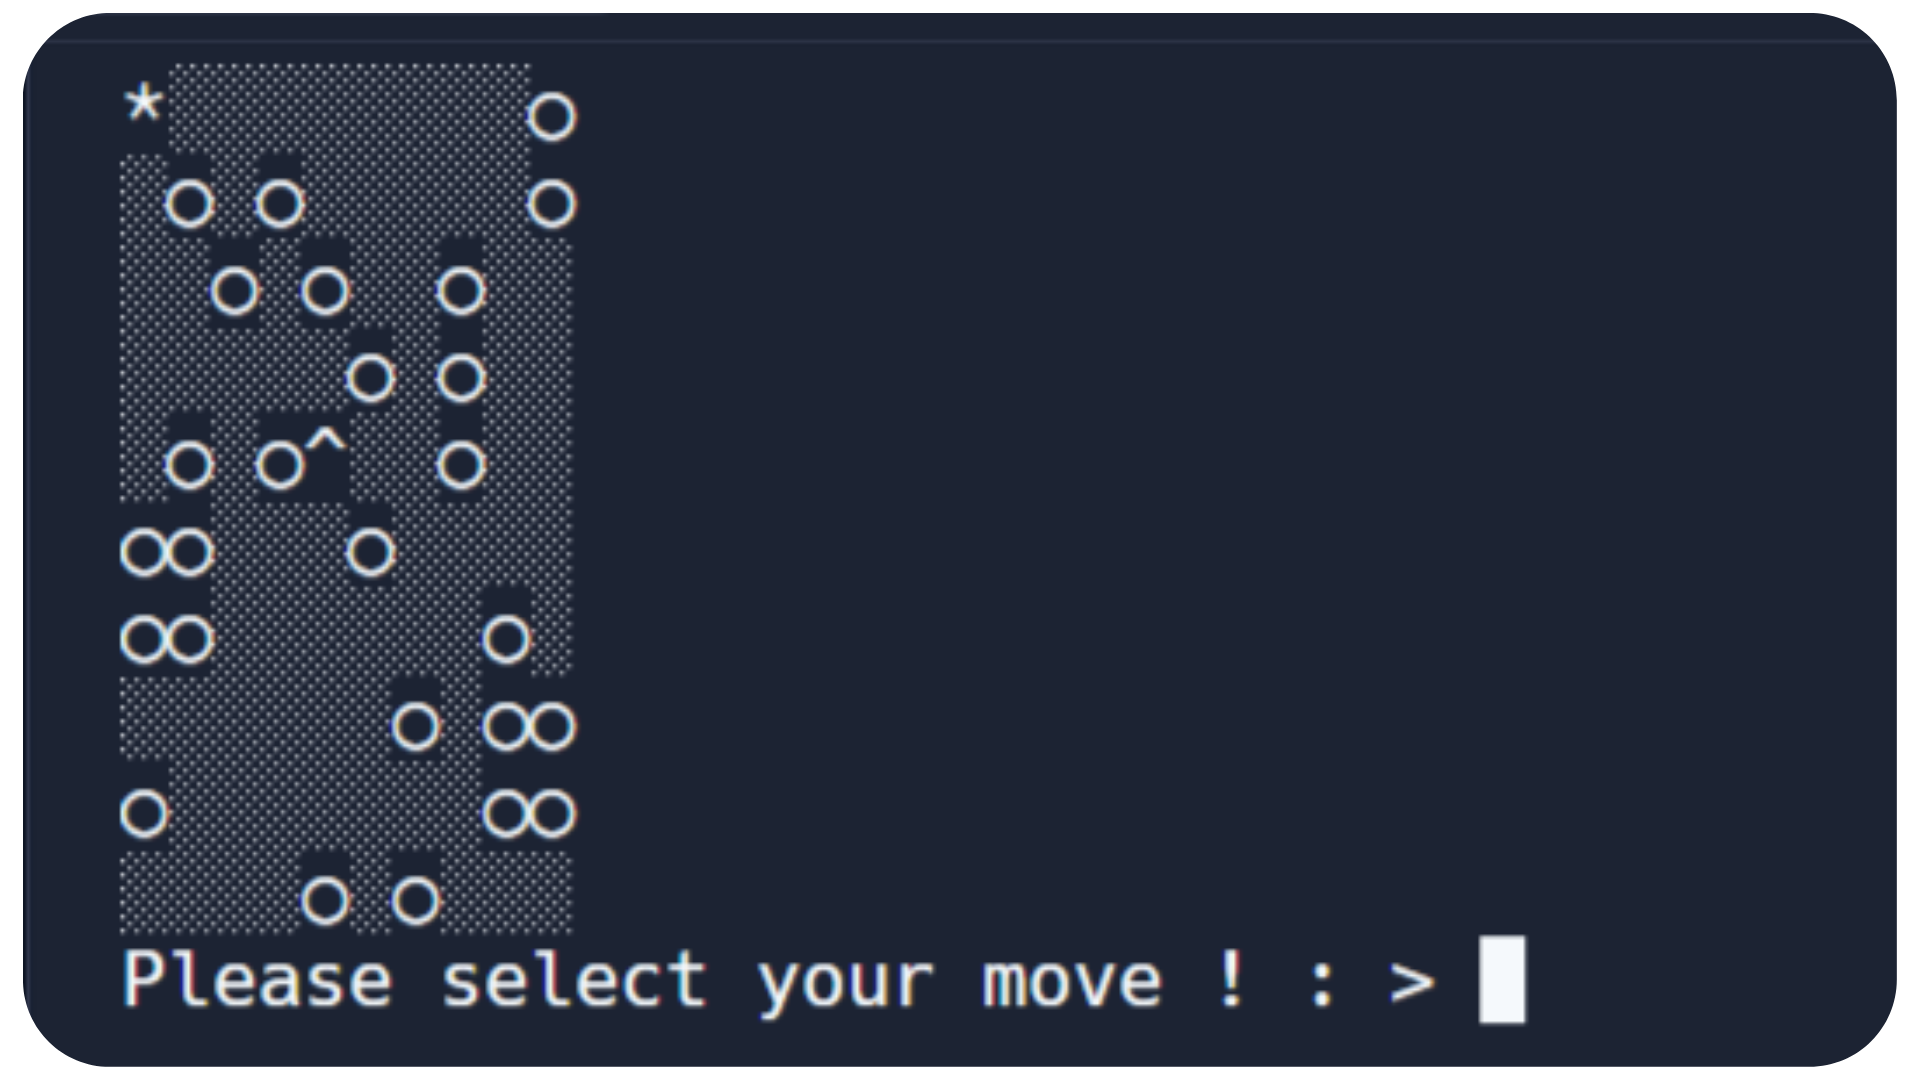 *░░░░░░░░o
░o░o░░░░░o
░░o░o░░o░░
░░░░░o░o░░
░o░o^░░o░░
oo░░░o░░░░
oo░░░░░░o░
░░░░░░o░oo
o░░░░░░░oo
░░░░o░o░░░
Please select your move ! : >